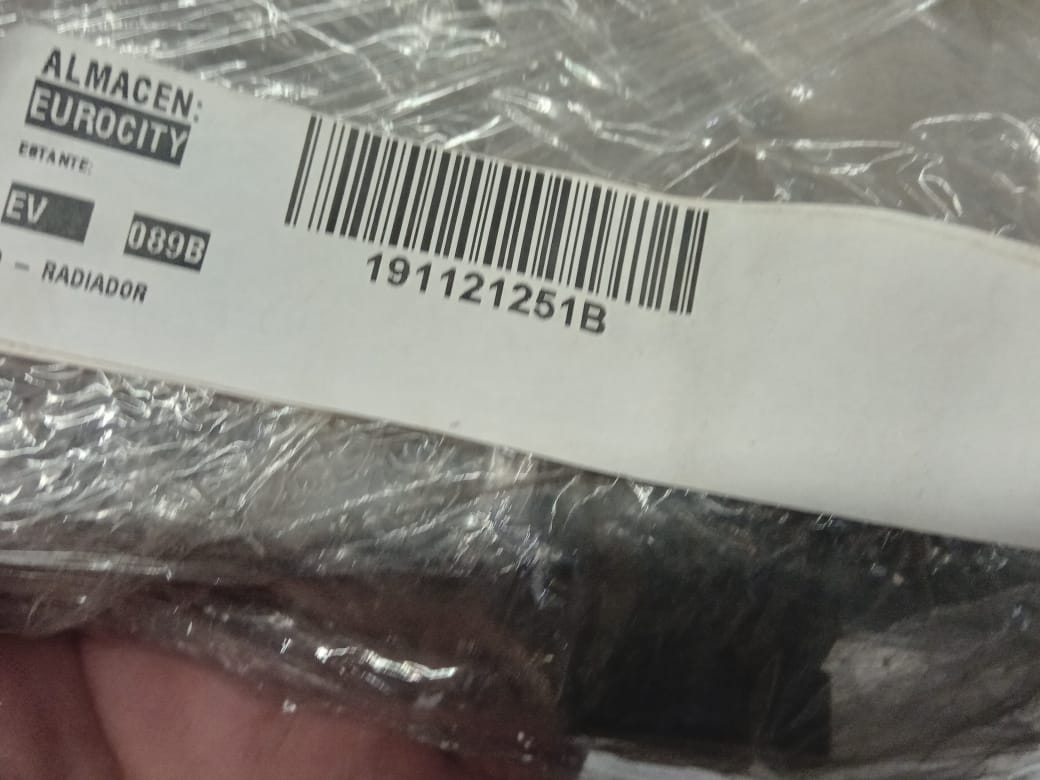 ALMACEN:
EUROCITY
ESTANTE:
EV 089B
- RADIADOR
191121251B